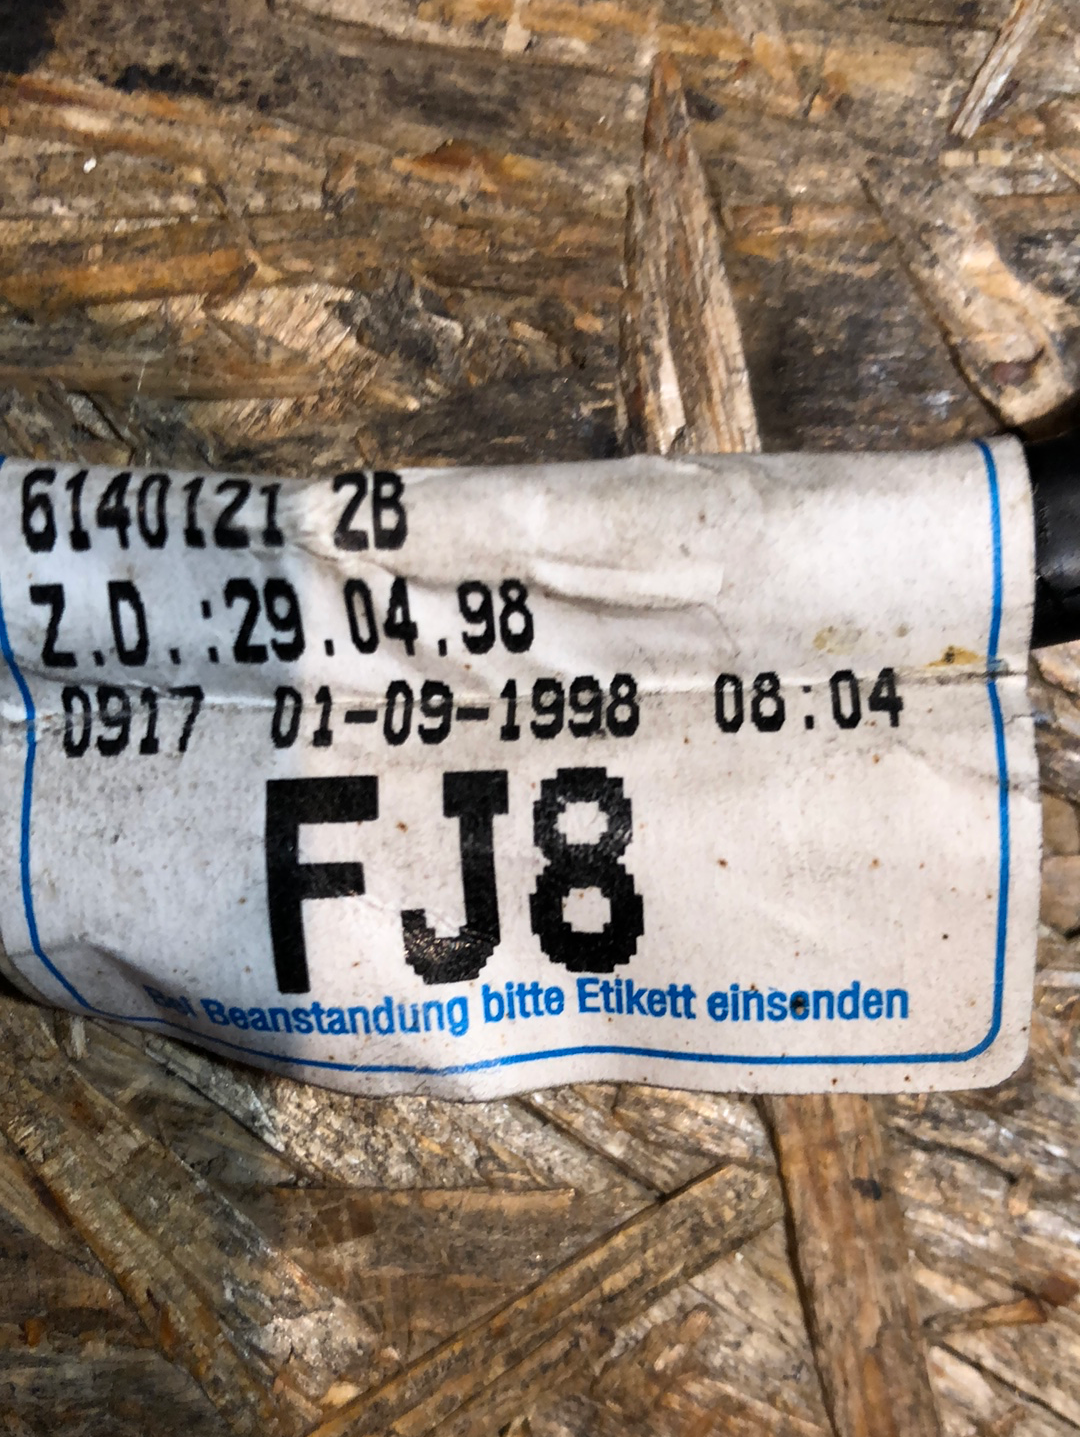 6140121 2B
Z.D.:29.04.98
0917 01-09-1998 08:04
FJ8
Bei Beanstandung bitte Etikett einsenden